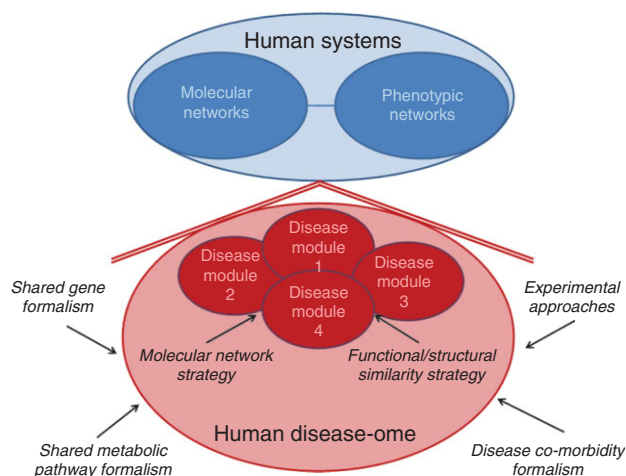 Human systems
Molecular
networks
Phenotypic
networks
Disease
module
1
Disease
module
2
Disease
module
3
Disease
module
4
Shared gene
formalism
Experimental
approaches
Molecular network
strategy
Functional/structural
similarity strategy
Human disease-ome
Shared metabolic
pathway formalism
Disease co-morbidity
formalism